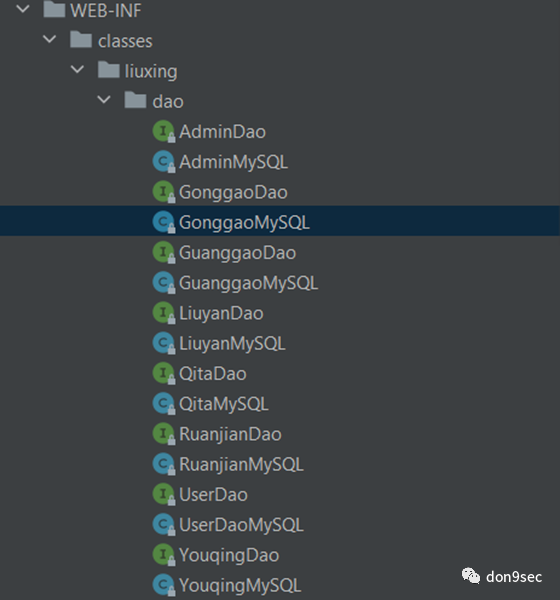 WEB-INF
classes
liuxing
dao
AdminDao
AdminMySQL
GonggaoDao
GonggaoMySQL
GuanggaoDao
GuanggaoMySQL
LiuyanDao
LiuyanMySQL
QitaDao
QitaMySQL
RuanjianDao
RuanjianMySQL
UserDao
UserDaoMySQL
YouqingDao
YouqingMySQL
don9sec